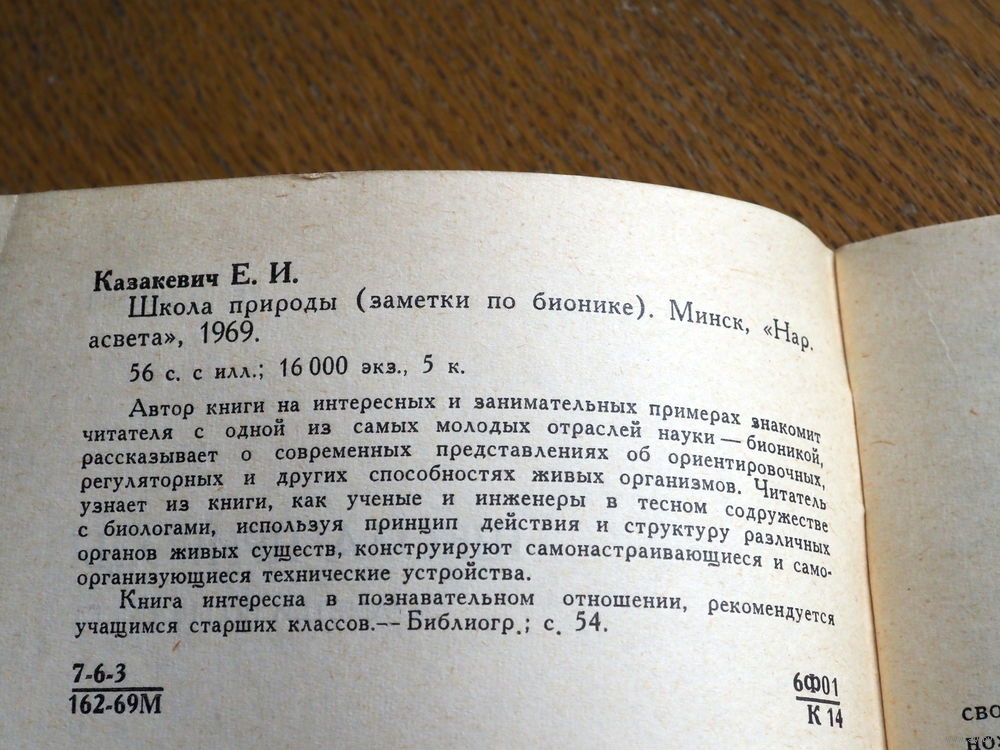 Казакевич Е. И.
Школа природы (заметки по бионике). Минск, «Нар.
асвета», 1969.
56 с. с илл.; 16 000 экз., 5 к.
Автор книги на интересных и занимательных примерах знакомит
читателя с одной из самых молодых отраслей науки — бионикой,
рассказывает о современных представлениях об ориентировочных,
регуляторных и других способностях живых организмов. Читатель
узнает из книги, как ученые и инженеры в тесном содружестве
с биологами, используя принцип действия и структуру различных
органов живых существ, конструируют самонастраивающиеся и само-
организующиеся технические устройства.
Книга интересна в познавательном отношении, рекомендуется
учащимся старших классов.— Библиогр.; с. 54.
7-6-3
162-69М
6Ф01
К 14
сво